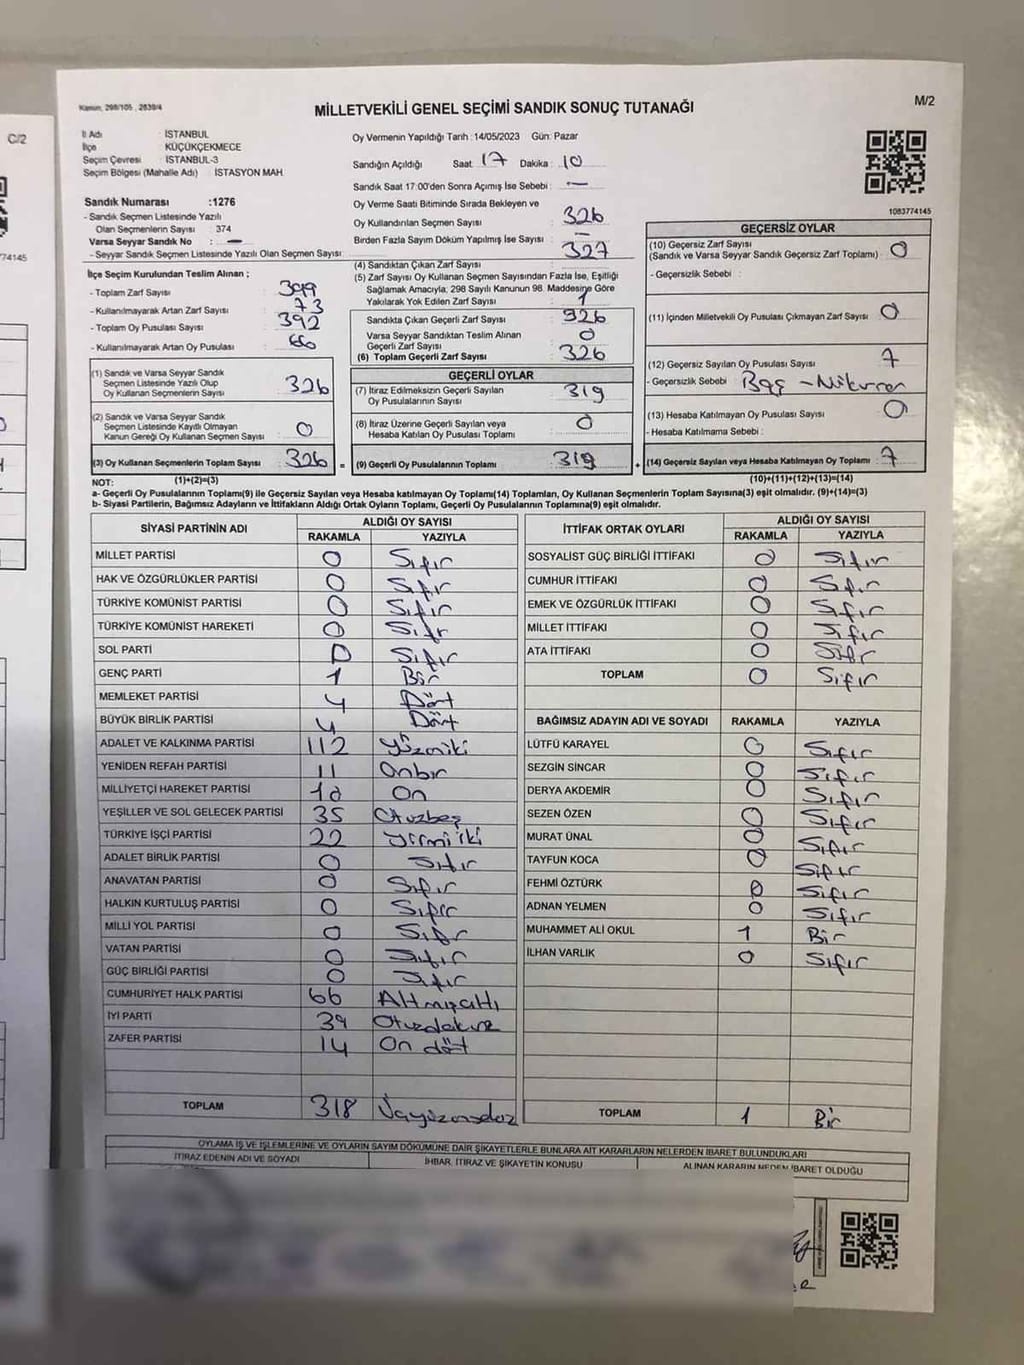 C/2
74145
Kanun, 298/105 , 2839/4
MİLLETVEKİLİ GENEL SEÇİMİ SANDIK SONUÇ TUTANAĞI
M/2
İl Adı : İSTANBUL
İlçe : KÜÇÜKÇEKMECE
Seçim Çevresi : İSTANBUL-3
Seçim Bölgesi (Mahalle Adı) : İSTASYON MAH.
Oy Vermenin Yapıldığı Tarih : 14/05/2023 Gün: Pazar
Sandığın Açıldığı Saat: 17 Dakika : 10
Sandık Saat 17:00'den Sonra Açımış İse Sebebi : —
Sandık Numarası :1276
- Sandık Seçmen Listesinde Yazılı
Olan Seçmenlerin Sayısı : 374
Varsa Seyyar Sandık No : —
- Seyyar Sandık Seçmen Listesinde Yazılı Olan Seçmen Sayısı :
Oy Verme Saati Bitiminde Sırada Bekleyen ve
Oy Kullandırılan Seçmen Sayısı : 326
Birden Fazla Sayım Döküm Yapılmış İse Sayısı : —
1083774145
İlçe Seçim Kurulundan Teslim Alınan ;
- Toplam Zarf Sayısı : 399
- Kullanılmayarak Artan Zarf Sayısı : 73
- Toplam Oy Pusulası Sayısı : 392
- Kullanılmayarak Artan Oy Pusulası : 66
(4) Sandıktan Çıkan Zarf Sayısı : 327
(5) Zarf Sayısı Oy Kullanan Seçmen Sayısından Fazla İse, Eşitliği
Sağlamak Amacıyla; 298 Sayılı Kanunun 98. Maddesine Göre
Yakılarak Yok Edilen Zarf Sayısı : 1
Sandıkta Çıkan Geçerli Zarf Sayısı : 326
Varsa Seyyar Sandıktan Teslim Alınan
Geçerli Zarf Sayısı : 0
(6) Toplam Geçerli Zarf Sayısı : 326
GEÇERSİZ OYLAR
(10) Geçersiz Zarf Sayısı
(Sandık ve Varsa Seyyar Sandık Geçersiz Zarf Toplamı) : 0
- Geçersizlik Sebebi :
(11) İçinden Milletvekili Oy Pusulası Çıkmayan Zarf Sayısı : 0
(12) Geçersiz Sayılan Oy Pusulası Sayısı : 7
- Geçersizlik Sebebi :
(13) Hesaba Katılmayan Oy Pusulası Sayısı : 0
- Hesaba Katılmama Sebebi :
(14) Geçersiz Sayılan veya Hesaba Katılmayan Oy Toplamı : 7
(10)+(11)+(12)+(13)=(14)
(1) Sandık ve Varsa Seyyar Sandık
Seçmen Listesinde Yazılı Olup
Oy Kullanan Seçmenlerin Sayısı : 326
(2) Sandık ve Varsa Seyyar Sandık
Seçmen Listesinde Kayıtlı Olmayan
Kanun Gereği Oy Kullanan Seçmen Sayısı : 0
(3) Oy Kullanan Seçmenlerin Toplam Sayısı : 326 =
(1)+(2)=(3)
GEÇERLİ OYLAR
(7) İtiraz Edilmeksizin Geçerli Sayılan
Oy Pusulalarının Sayısı : 319
(8) İtiraz Üzerine Geçerli Sayılan veya
Hesaba Katılan Oy Pusulası Toplamı : 0
(9) Geçerli Oy Pusulalarının Toplamı : 319 +
NOT:
a- Geçerli Oy Pusulalarının Toplamı(9) ile Geçersiz Sayılan veya Hesaba katılmayan Oy Toplamı(14) Toplamları, Oy Kullanan Seçmenlerin Toplam Sayısına(3) eşit olmalıdır. (9)+(14)=(3)
b- Siyasi Partilerin, Bağımsız Adayların ve İttifakların Aldığı Ortak Oyların Toplamı, Geçerli Oy Pusulalarının Toplamına(9) eşit olmalıdır.
SİYASİ PARTİNİN ADI ALDIĞI OY SAYISI
RAKAMLA YAZIYLA
MİLLET PARTİSİ 0 Sıfır
HAK VE ÖZGÜRLÜKLER PARTİSİ 0 Sıfır
TÜRKİYE KOMÜNİST PARTİSİ 0 Sıfır
TÜRKİYE KOMÜNİST HAREKETİ 0 Sıfır
SOL PARTİ 0 Sıfır
GENÇ PARTİ 1 Bir
MEMLEKET PARTİSİ 4 Dört
BÜYÜK BİRLİK PARTİSİ 4 Dört
ADALET VE KALKINMA PARTİSİ 112 Yüzoniki
YENİDEN REFAH PARTİSİ 11 Onbir
MİLLİYETÇİ HAREKET PARTİSİ 10 On
YEŞİLLER VE SOL GELECEK PARTİSİ 35 Otuzbeş
TÜRKİYE İŞÇİ PARTİSİ 22 Yirmi iki
ADALET BİRLİK PARTİSİ 0 Sıfır
ANAVATAN PARTİSİ 0 Sıfır
HALKIN KURTULUŞ PARTİSİ 0 Sıfır
MİLLİ YOL PARTİSİ 0 Sıfır
VATAN PARTİSİ 0 Sıfır
GÜÇ BİRLİĞİ PARTİSİ 0 Sıfır
CUMHURİYET HALK PARTİSİ 66 Altmışaltı
İYİ PARTİ 39 Otuzdokuz
ZAFER PARTİSİ 14 On dört
TOPLAM 318 Üçyüzonsekiz
İTTİFAK ORTAK OYLARI ALDIĞI OY SAYISI
RAKAMLA YAZIYLA
SOSYALİST GÜÇ BİRLİĞİ İTTİFAKI 0 Sıfır
CUMHUR İTTİFAKI 0 Sıfır
EMEK VE ÖZGÜRLÜK İTTİFAKI 0 Sıfır
MİLLET İTTİFAKI 0 Sıfır
ATA İTTİFAKI 0 Sıfır
TOPLAM 0 Sıfır
BAĞIMSIZ ADAYIN ADI VE SOYADI RAKAMLA YAZIYLA
LÜTFÜ KARAYEL 0 Sıfır
SEZGİN SİNCAR 0 Sıfır
DERYA AKDEMİR 0 Sıfır
SEZEN ÖZEN 0 Sıfır
MURAT ÜNAL 0 Sıfır
TAYFUN KOCA 0 Sıfır
FEHMİ ÖZTÜRK 0 Sıfır
ADNAN YELMEN 0 Sıfır
MUHAMMET ALİ OKUL 1 Bir
İLHAN VARLIK 0 Sıfır
TOPLAM 1 Bir
OYLAMA İŞ VE İŞLEMLERİNE VE OYLARIN SAYIM DÖKÜMÜNE DAİR ŞİKAYETLERLE BUNLARA AİT KARARLARIN NELERDEN İBARET BULUNDUKLARI
İTİRAZ EDENİN ADI VE SOYADI İHBAR, İTİRAZ VE ŞİKAYETİN KONUSU ALINAN KARARIN NEDEN İBARET OLDUĞU